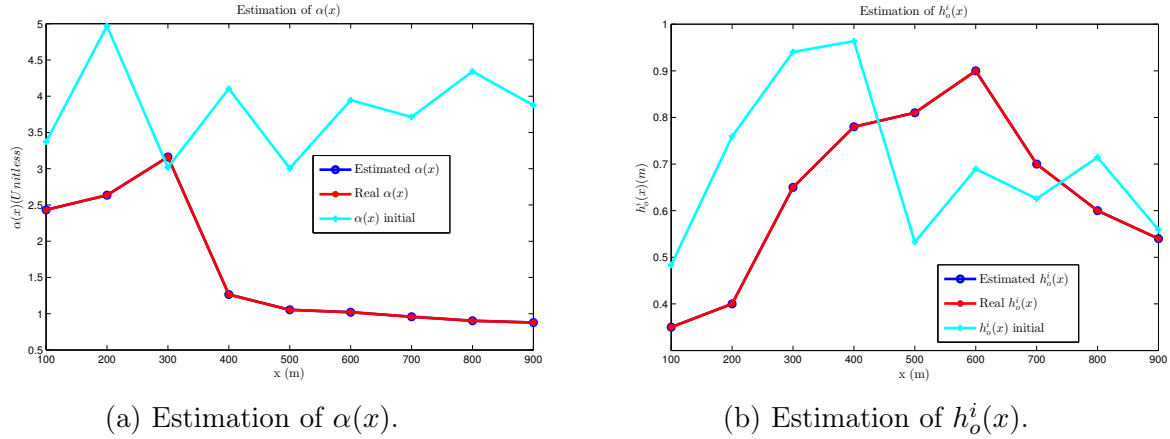 Estimation of α(x)
5
4.5
4
3.5
3
2.5
2
1.5
1
0.5
α(x)(Unitless)
Estimated α(x)
Real α(x)
α(x) initial
100 200 300 400 500 600 700 800 900
x (m)
(a) Estimation of α(x).
Estimation of h_o^i(x)
1
0.9
0.8
0.7
0.6
0.5
0.4
h_o^i(x)(m)
Estimated h_o^i(x)
Real h_o^i(x)
h_o^i(x) initial
100 200 300 400 500 600 700 800 900
x (m)
(b) Estimation of h_o^i(x).